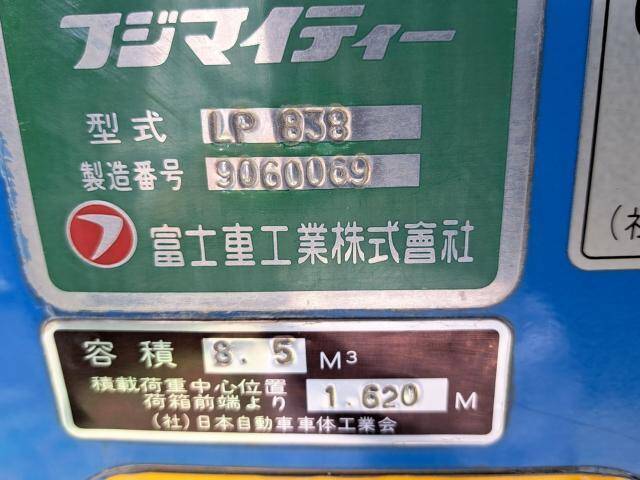 フジマイティー
型式 LP 838
製造番号 9060069
富士重工業株式會社
容積 8.5 M³
積載荷重中心位置
荷箱前端より 1.620 M
(社)日本自動車車体工業会
(社